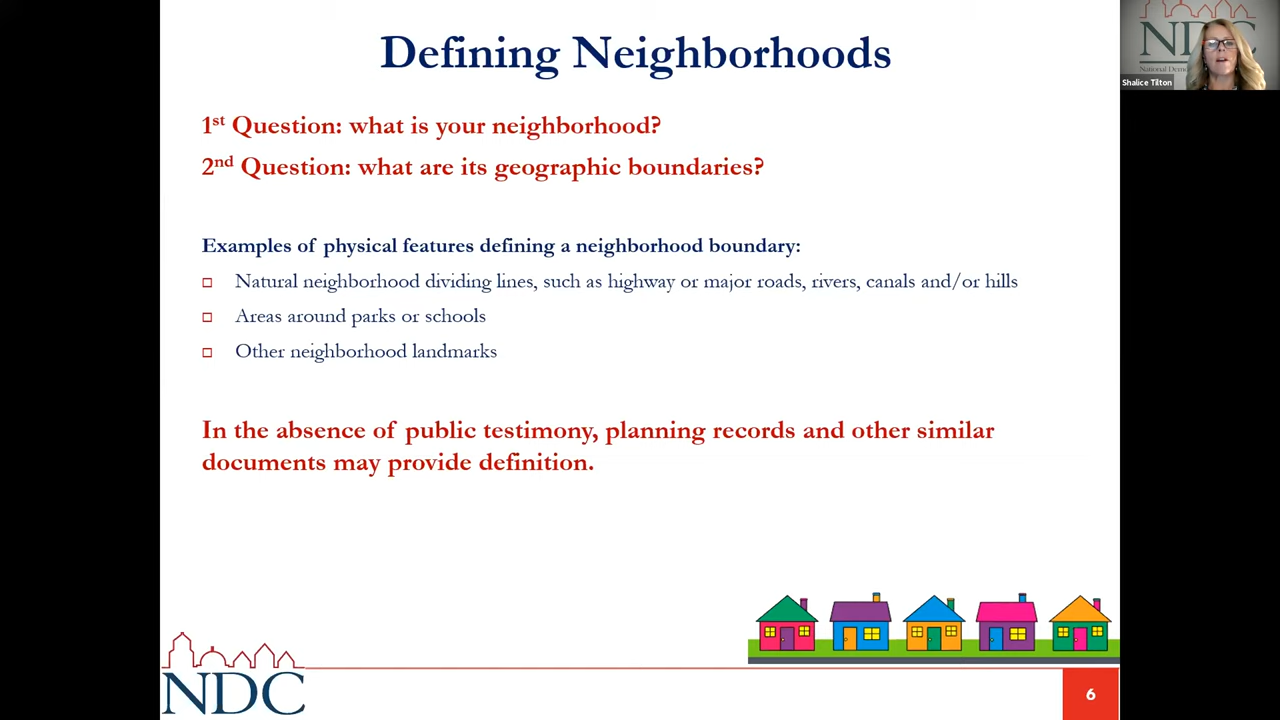 Defining Neighborhoods
NDC
National Demo
Shalice Tilton
1st Question: what is your neighborhood?
2nd Question: what are its geographic boundaries?
Examples of physical features defining a neighborhood boundary:
Natural neighborhood dividing lines, such as highway or major roads, rivers, canals and/or hills
Areas around parks or schools
Other neighborhood landmarks
In the absence of public testimony, planning records and other similar
documents may provide definition.
NDC
6